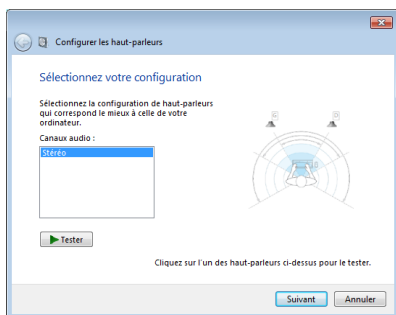 Configurer les haut-parleurs
Sélectionnez votre configuration
Sélectionnez la configuration de haut-parleurs
qui correspond le mieux à celle de votre
ordinateur.
Canaux audio :
Stéréo
G D
Tester
Cliquez sur l'un des haut-parleurs ci-dessus pour le tester.
Suivant Annuler